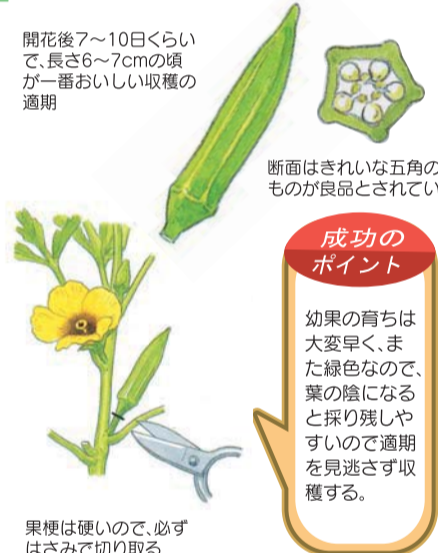 開花後7〜10日くらい
で、長さ6〜7cmの頃
が一番おいしい収穫の
適期
断面はきれいな五角の
ものが良品とされてい
成功の
ポイント
幼果の育ちは
大変早く、ま
た緑色なので、
葉の陰になる
と採り残しや
すいので適期
を見逃さず収
穫する。
果梗は硬いので、必ず
はさみで切り取る